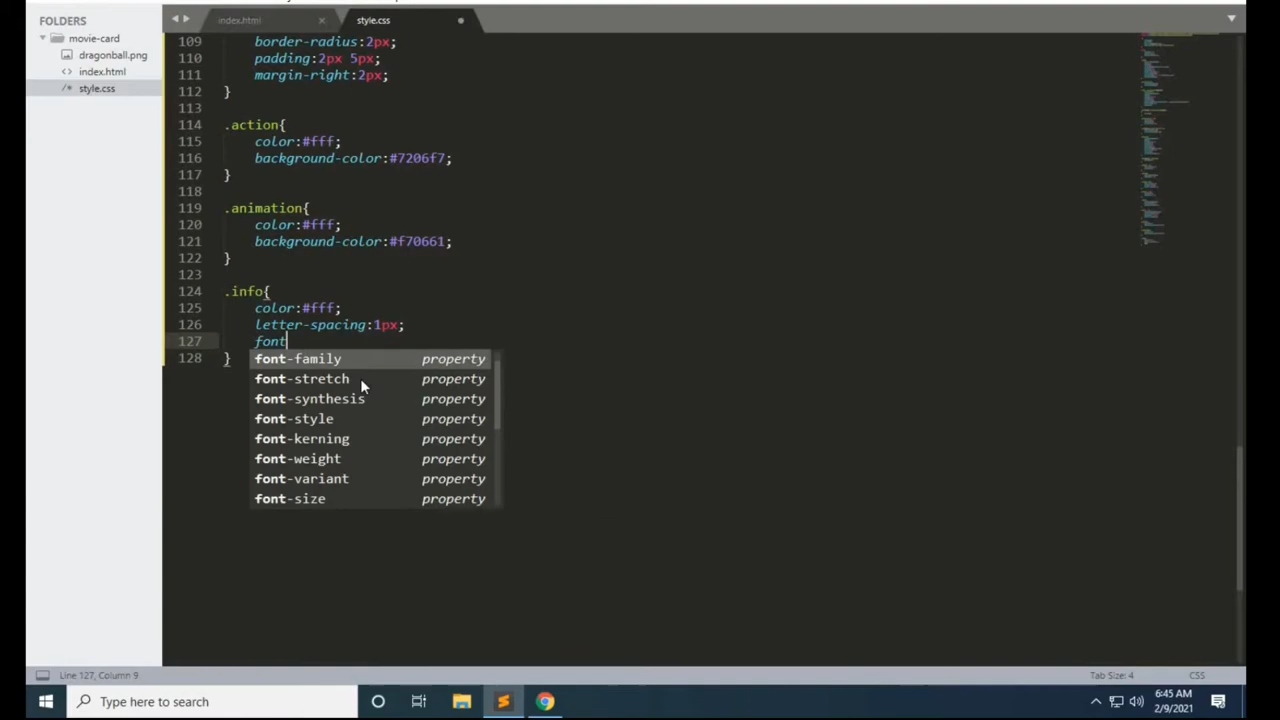 FOLDERS
movie-card
dragonball.png
<> index.html
/* style.css
index.html ×
style.css
109 border-radius:2px;
110 padding:2px 5px;
111 margin-right:2px;
112 }
113
114 .action{
115 color:#fff;
116 background-color:#7206f7;
117 }
118
119 .animation{
120 color:#fff;
121 background-color:#f70661;
122 }
123
124 .info{
125 color:#fff;
126 letter-spacing:1px;
127 font
128 }
font-family property
font-stretch property
font-synthesis property
font-style property
font-kerning property
font-weight property
font-variant property
font-size property
Line 127, Column 9
Tab Size: 4
CSS
Type here to search
6:45 AM
2/9/2021